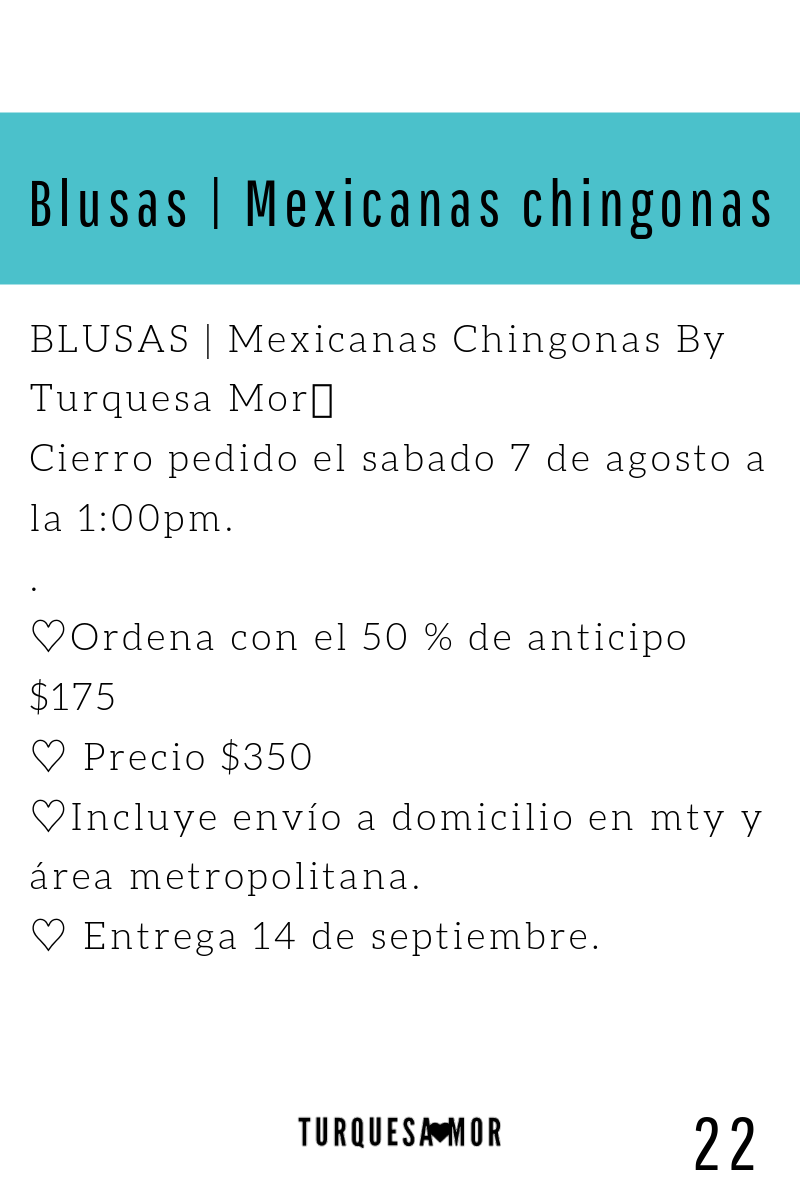 Blusas | Mexicanas chingonas
BLUSAS | Mexicanas Chingonas By
Turquesa Mor▯
Cierro pedido el sabado 7 de agosto a
la 1:00pm.
.
♡Ordena con el 50 % de anticipo
$175
♡ Precio $350
♡Incluye envío a domicilio en mty y
área metropolitana.
♡ Entrega 14 de septiembre.
TURQUESA♥MOR
22